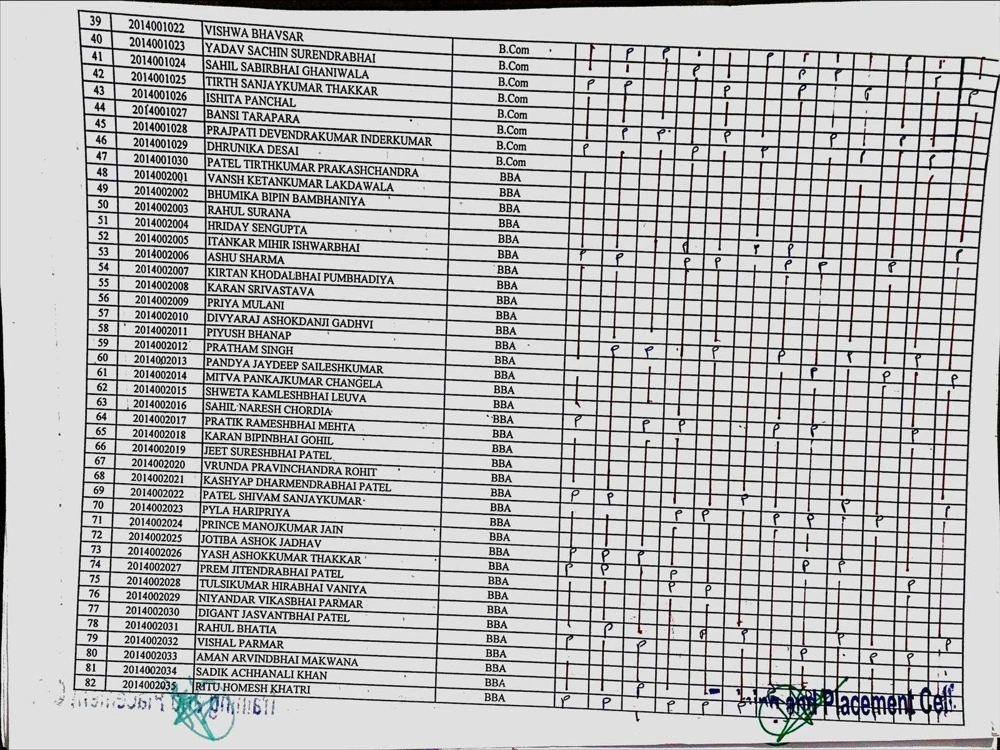 39 2014001022 VISHWA BHAVSAR B.Com
40 2014001023 YADAV SACHIN SURENDRABHAI B.Com
41 2014001024 SAHIL SABIRBHAI GHANIWALA B.Com
42 2014001025 TIRTH SANJAYKUMAR THAKKAR B.Com
43 2014001026 ISHITA PANCHAL B.Com
44 2014001027 BANSI TARAPARA B.Com
45 2014001028 PRAJPATI DEVENDRAKUMAR INDERKUMAR B.Com
46 2014001029 DHRUNIKA DESAI B.Com
47 2014001030 PATEL TIRTHKUMAR PRAKASHCHANDRA BBA
48 2014002001 VANSH KETANKUMAR LAKDAWALA BBA
49 2014002002 BHUMIKA BIPIN BAMBHANIYA BBA
50 2014002003 RAHUL SURANA BBA
51 2014002004 HRIDAY SENGUPTA BBA
52 2014002005 ITANKAR MIHIR ISHWARBHAI BBA
53 2014002006 ASHU SHARMA BBA
54 2014002007 KIRTAN KHODALBHAI PUMBHADIYA BBA
55 2014002008 KARAN SRIVASTAVA BBA
56 2014002009 PRIYA MULANI BBA
57 2014002010 DIVYARAJ ASHOKDANJI GADHVI BBA
58 2014002011 PIYUSH BHANAP BBA
59 2014002012 PRATHAM SINGH BBA
60 2014002013 PANDYA JAYDEEP SAILESHKUMAR BBA
61 2014002014 MITVA PANKAJKUMAR CHANGELA BBA
62 2014002015 SHWETA KAMLESHBHAI LEUVA BBA
63 2014002016 SAHIL NARESH CHORDIA BBA
64 2014002017 PRATIK RAMESHBHAI MEHTA BBA
65 2014002018 KARAN BIPINBHAI GOHIL BBA
66 2014002019 JEET SURESHBHAI PATEL BBA
67 2014002020 VRUNDA PRAVINCHANDRA ROHIT BBA
68 2014002021 KASHYAP DHARMENDRABHAI PATEL BBA
69 2014002022 PATEL SHIVAM SANJAYKUMAR BBA
70 2014002023 PYLA HARIPRIYA BBA
71 2014002024 PRINCE MANOJKUMAR JAIN BBA
72 2014002025 JOTIBA ASHOK JADHAV BBA
73 2014002026 YASH ASHOKKUMAR THAKKAR BBA
74 2014002027 PREM JITENDRABHAI PATEL BBA
75 2014002028 TULSIKUMAR HIRABHAI VANIYA BBA
76 2014002029 NIYANDAR VIKASBHAI PARMAR BBA
77 2014002030 DIGANT JASVANTBHAI PATEL BBA
78 2014002031 RAHUL BHATIA BBA
79 2014002032 VISHAL PARMAR BBA
80 2014002033 AMAN ARVINDBHAI MAKWANA BBA
81 2014002034 SADIK ACHHANALI KHAN BBA
82 2014002035 RITU HOMESH KHATRI BBA
and Placement Cell